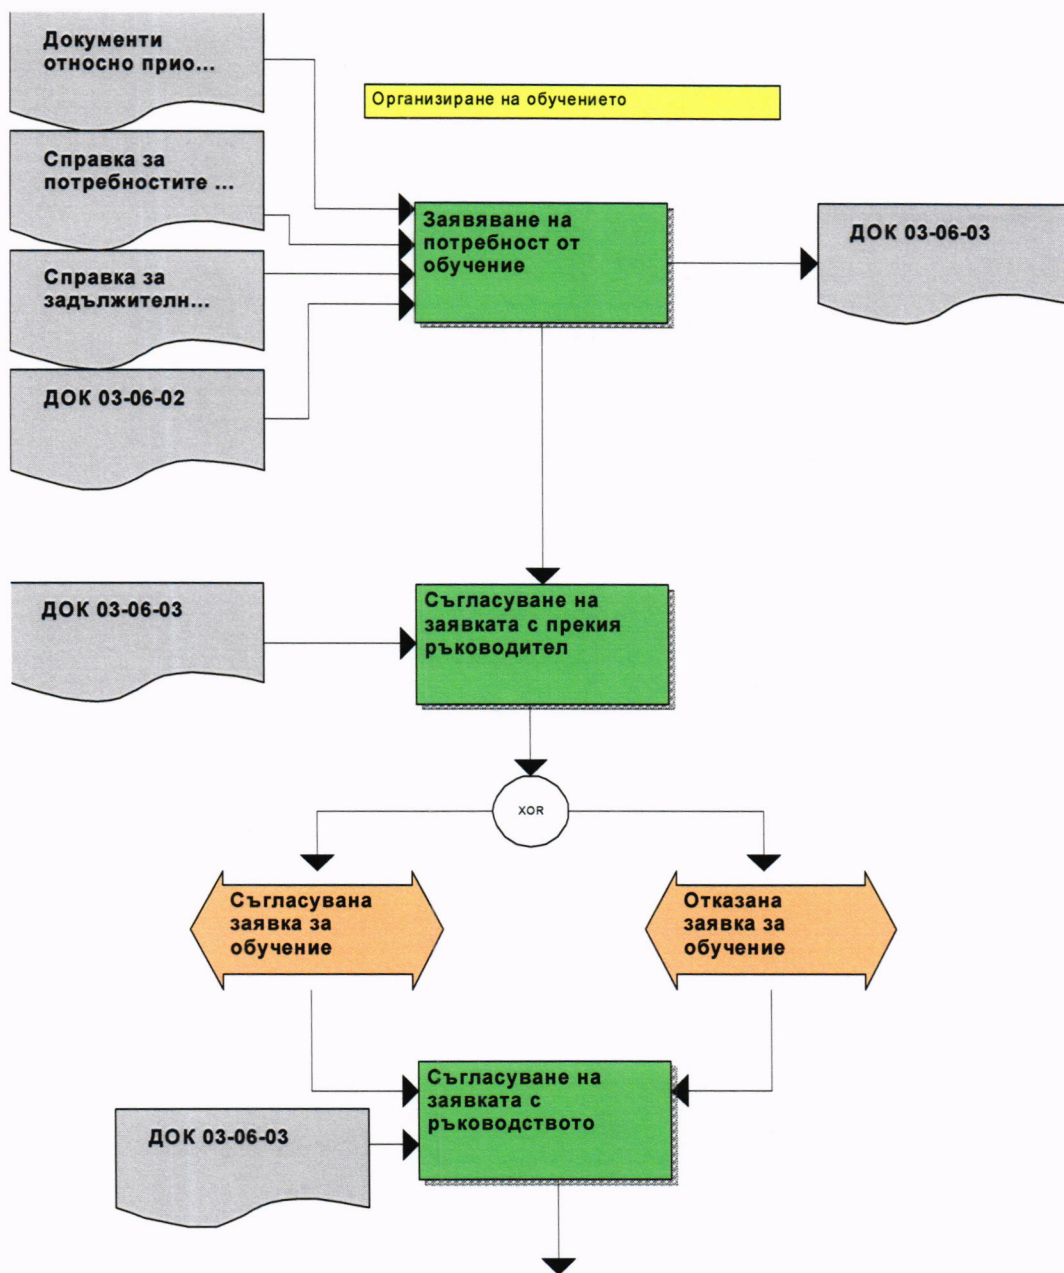 Документи
относно прио...
Организиране на обучението
Справка за
потребностите ...
Заявяване на
потребност от
обучение
ДОК 03-06-03
Справка за
задължителн...
ДОК 03-06-02
ДОК 03-06-03
Съгласуване на
заявката с прекия
ръководител
XOR
Съгласувана
заявка за
обучение
Отказана
заявка за
обучение
Съгласуване на
заявката с
ръководството
ДОК 03-06-03